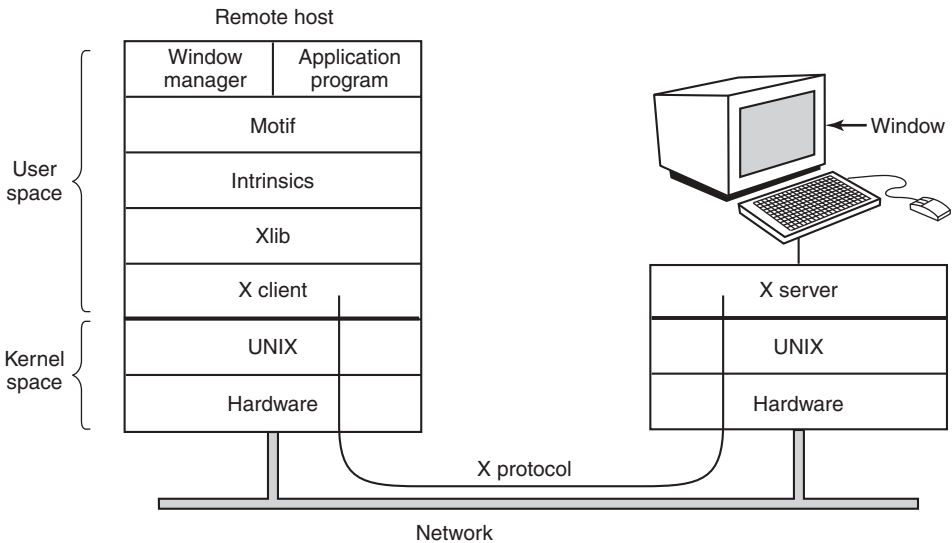 Remote host
Window
manager
Application
program
Motif
Intrinsics
Xlib
X client
UNIX
Hardware
User
space
Kernel
space
Window
X server
UNIX
Hardware
X protocol
Network